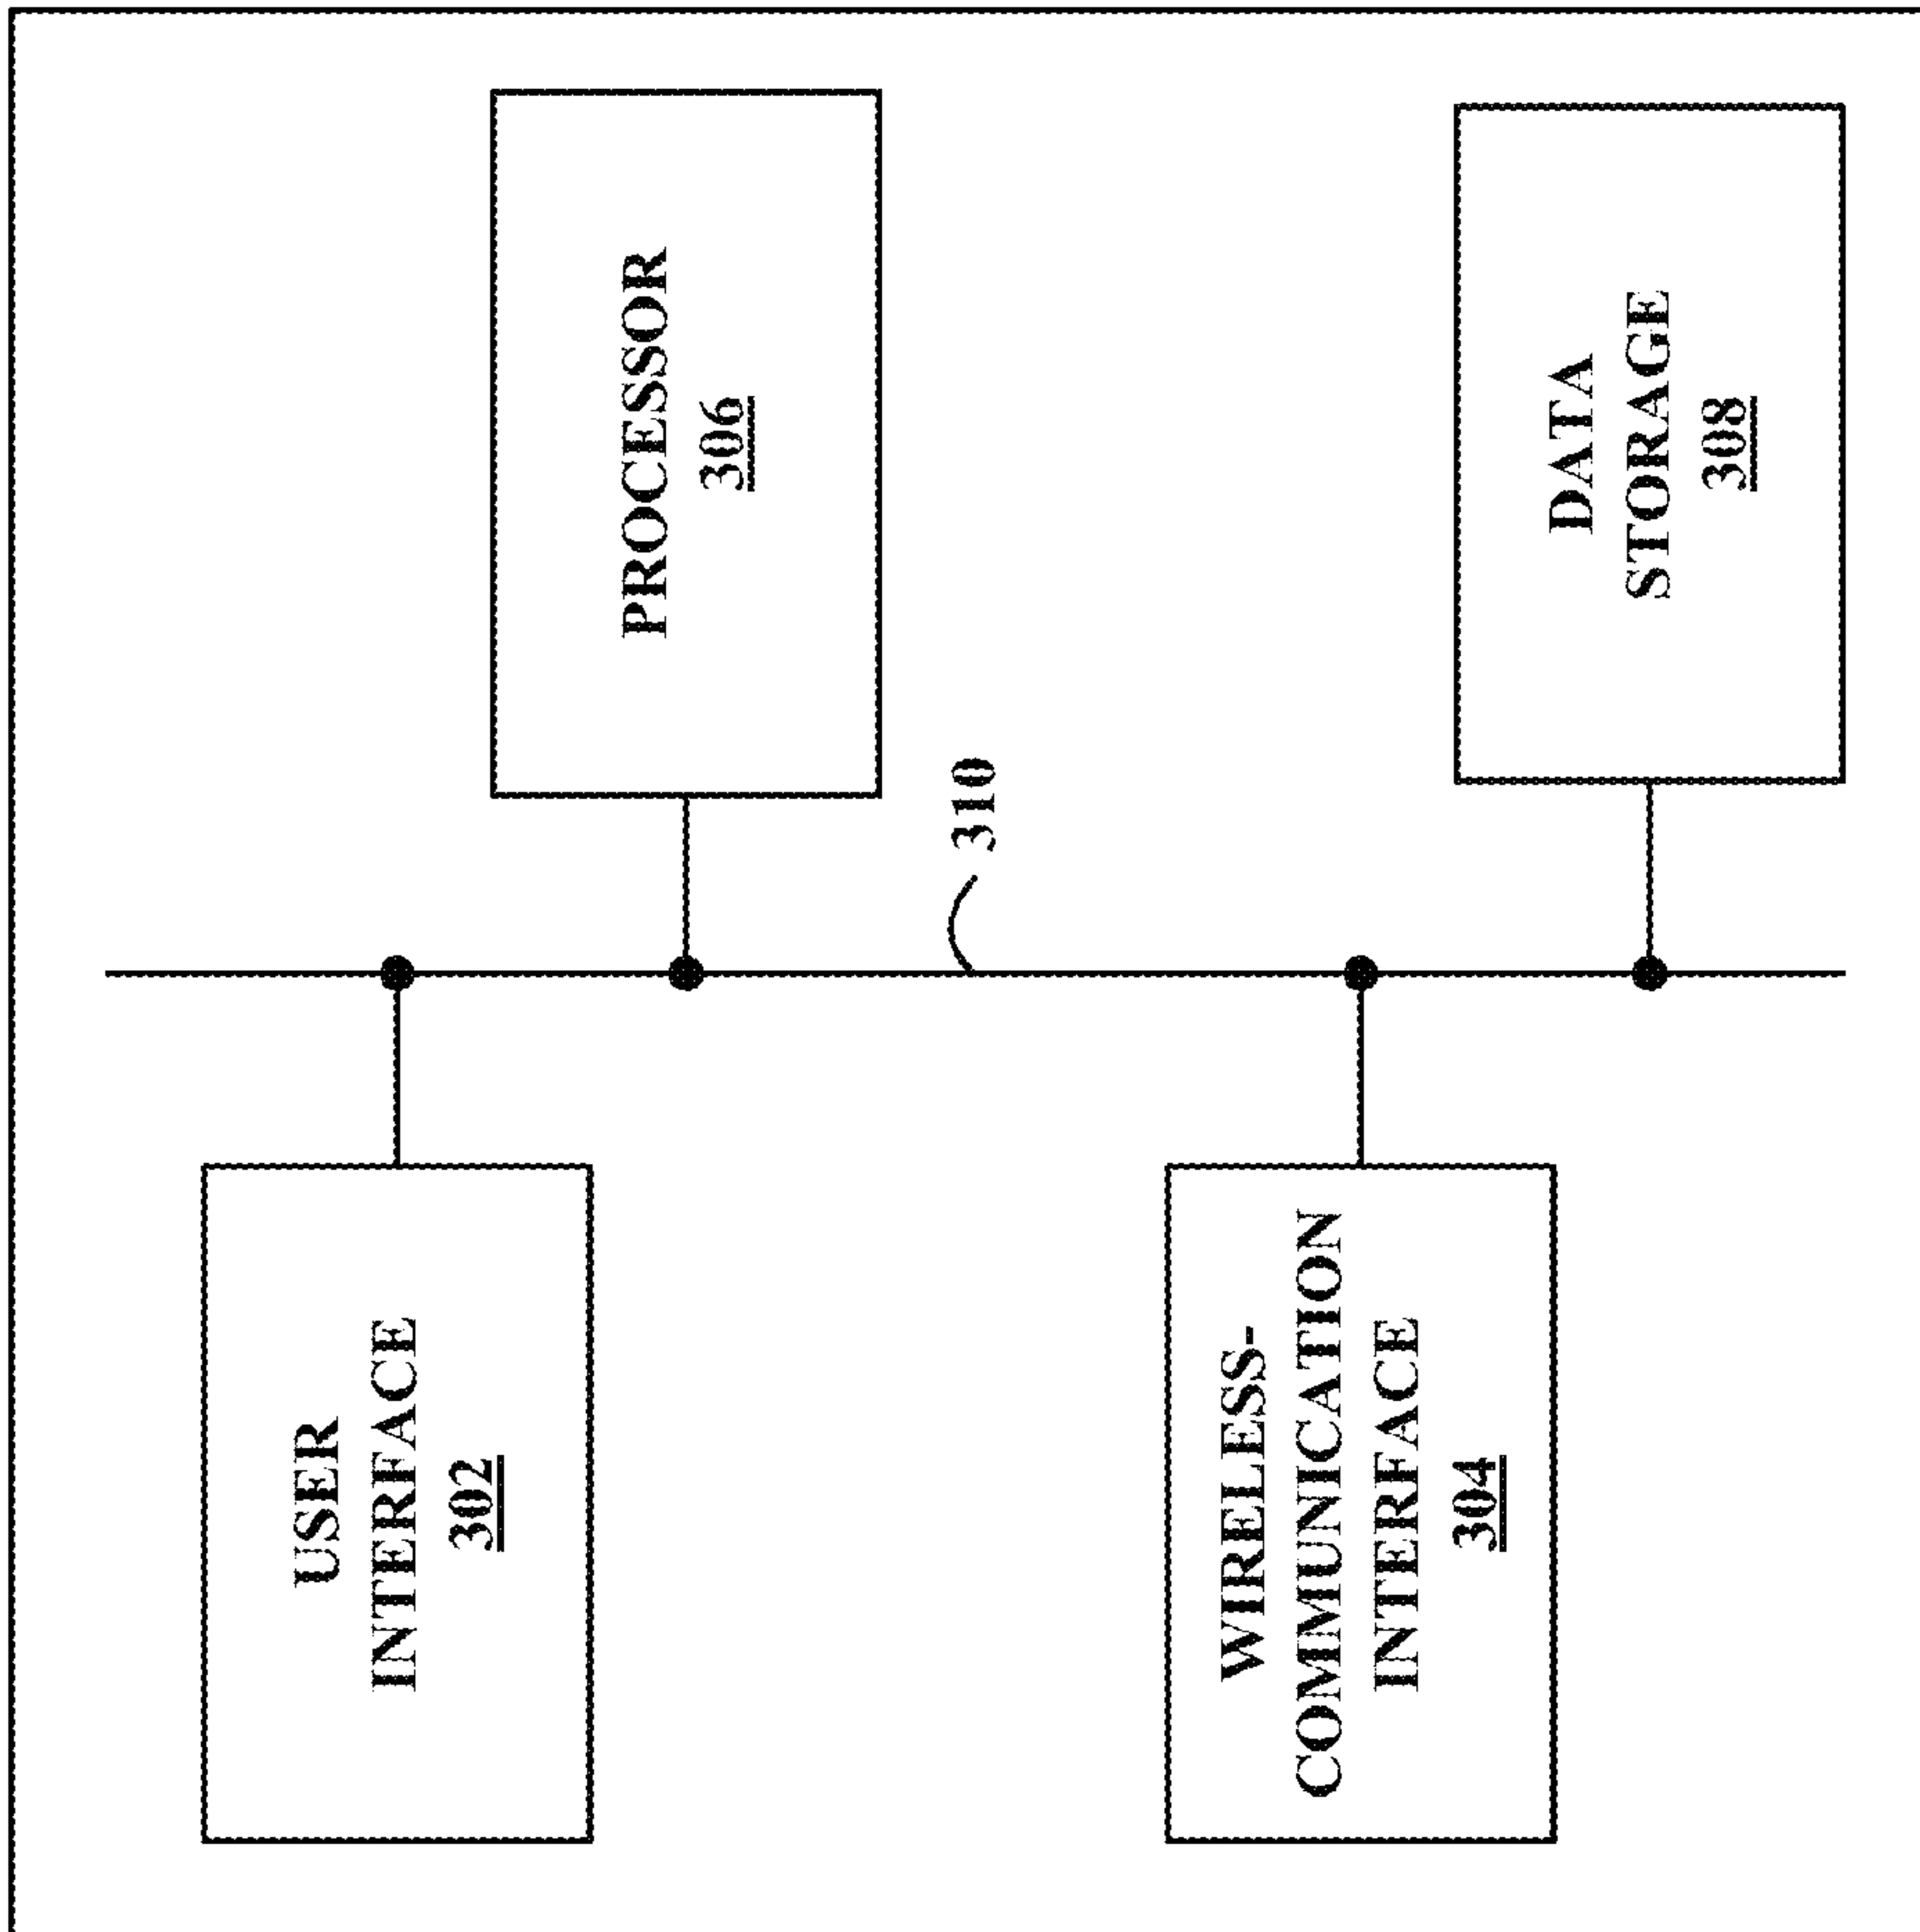 USER
INTERFACE
302
PROCESSOR
306
310
WIRELESS-
COMMUNICATION
INTERFACE
304
DATA
STORAGE
308